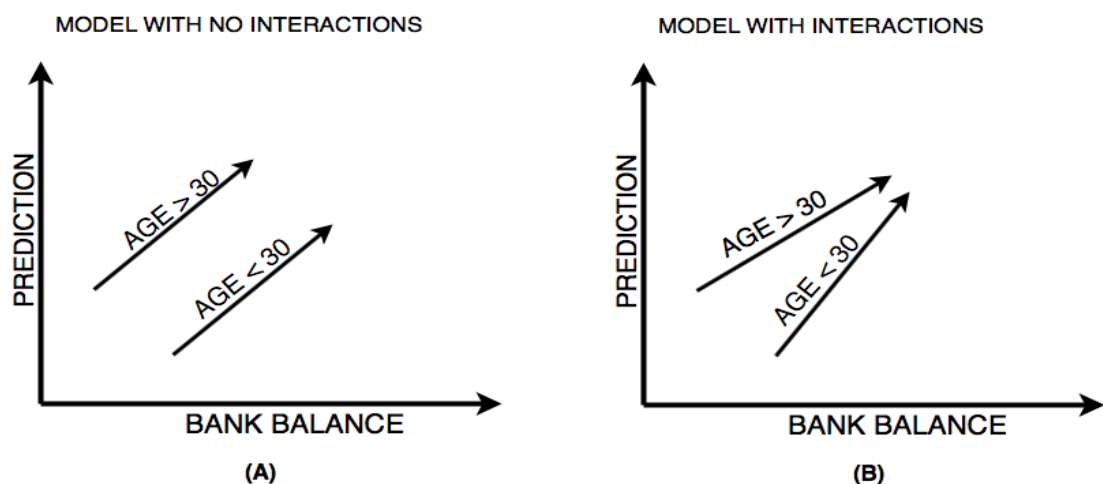 MODEL WITH NO INTERACTIONS
PREDICTION
AGE > 30
AGE < 30
BANK BALANCE
(A)
MODEL WITH INTERACTIONS
PREDICTION
AGE > 30
AGE < 30
BANK BALANCE
(B)